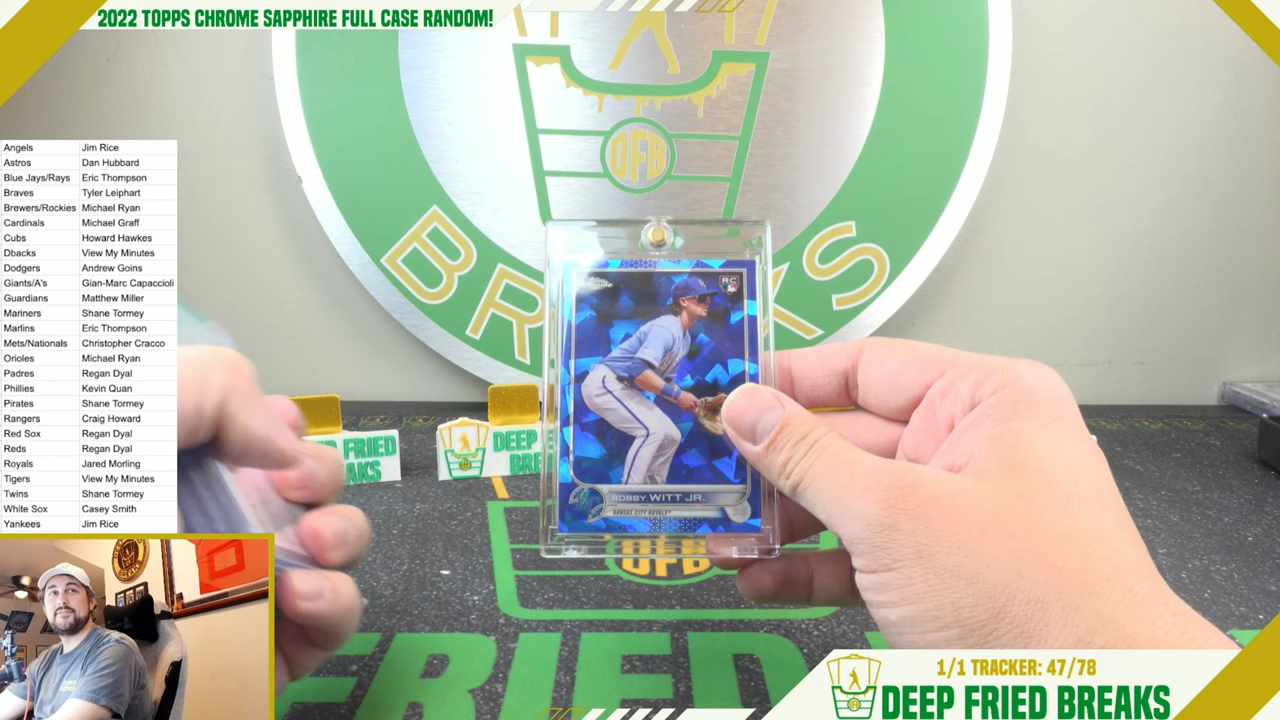 2022 TOPPS CHROME SAPPHIRE FULL CASE RANDOM!
DFB
BREAKS
Angels Jim Rice
Astros Dan Hubbard
Blue Jays/Rays Eric Thompson
Braves Tyler Leiphart
Brewers/Rockies Michael Ryan
Cardinals Michael Graff
Cubs Howard Hawkes
Dbacks View My Minutes
Dodgers Andrew Goins
Giants/A's Gian-Marc Capaccioli
Guardians Matthew Miller
Mariners Shane Tormey
Marlins Eric Thompson
Mets/Nationals Christopher Cracco
Orioles Michael Ryan
Padres Regan Dyal
Phillies Kevin Quan
Pirates Shane Tormey
Rangers Craig Howard
Red Sox Regan Dyal
Reds Regan Dyal
Royals Jared Morling
Tigers View My Minutes
Twins Shane Tormey
White Sox Casey Smith
Yankees Jim Rice
RC
BOBBY WITT JR.
KANSAS CITY ROYALS
FRIED
DEEP
DFB
FRIED
1/1 TRACKER: 47/78
DEEP FRIED BREAKS